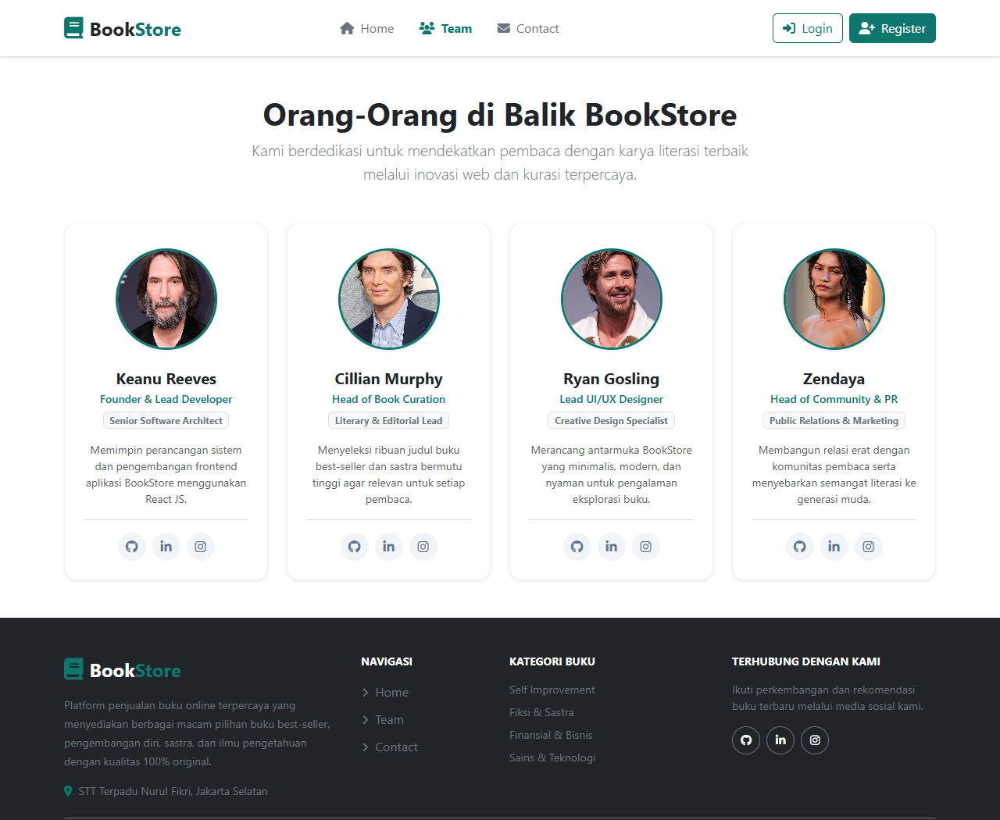 BookStore
Home
Team
Contact
Login
Register
Orang-Orang di Balik BookStore
Kami berdedikasi untuk mendekatkan pembaca dengan karya literasi terbaik
melalui inovasi web dan kurasi terpercaya.
Keanu Reeves
Founder & Lead Developer
Senior Software Architect
Memimpin perancangan sistem
dan pengembangan frontend
aplikasi BookStore menggunakan
React JS.
Cillian Murphy
Head of Book Curation
Literary & Editorial Lead
Menyeleksi ribuan judul buku
best-seller dan sastra bermutu
tinggi agar relevan untuk setiap
pembaca.
Ryan Gosling
Lead UI/UX Designer
Creative Design Specialist
Merancang antarmuka BookStore
yang minimalis, modern, dan
nyaman untuk pengalaman
eksplorasi buku.
Zendaya
Head of Community & PR
Public Relations & Marketing
Membangun relasi erat dengan
komunitas pembaca serta
menyebarkan semangat literasi ke
generasi muda.
BookStore
Platform penjualan buku online terpercaya yang
menyediakan berbagai macam pilihan buku best-seller,
pengembangan diri, sastra, dan ilmu pengetahuan
dengan kualitas 100% original.
STT Terpadu Nurul Fikri, Jakarta Selatan
NAVIGASI
Home
Team
Contact
KATEGORI BUKU
Self Improvement
Fiksi & Sastra
Finansial & Bisnis
Sains & Teknologi
TERHUBUNG DENGAN KAMI
Ikuti perkembangan dan rekomendasi
buku terbaru melalui media sosial kami.